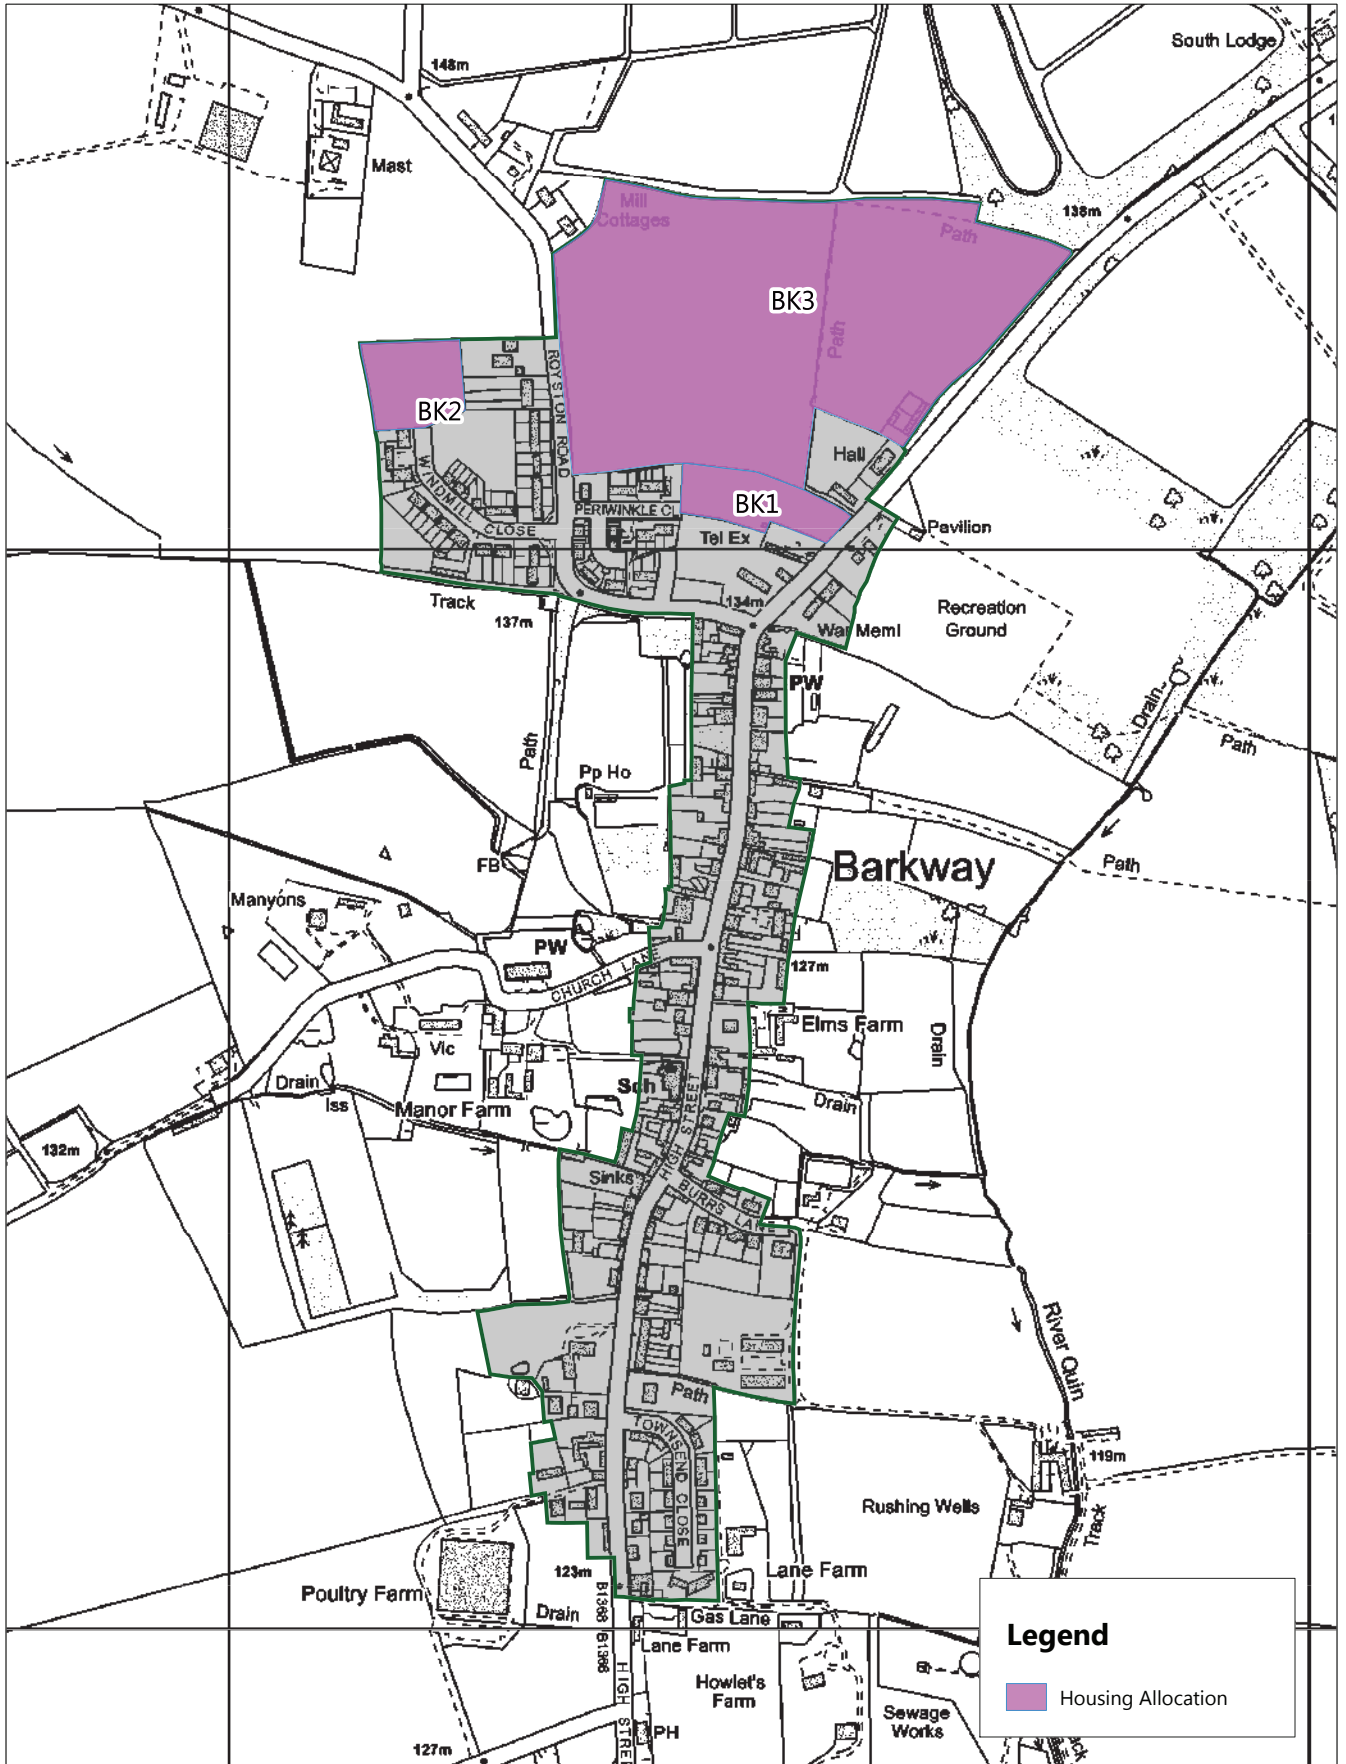 South Lodge
148m
Mast
Mill
Cottages
138m
Path
BK3
Path
ROYSTON ROAD
BK2
Hall
WINDMILL CLOSE
BK1
PERIWINKLE CL
Pavilion
Tel Ex
Track
134m
137m
Recreation
Ground
War Meml
PW
Drain
Path
Path
Pp Ho
Barkway
Path
FB
Manyons
PW
CHURCH LANE
127m
Elms Farm
Drain
Vic
Sch
Drain
Iss
Manor Farm
Drain
HIGH STREET
132m
Sinks
BURRS LANE
River Quin
Path
TOWNSEND CLOSE
119m
Rushing Wells
Track
123m
Lane Farm
Poultry Farm
Drain
B1368
B1368
Gas Lane
Lane Farm
HIGH STREET
Howlet's
Farm
PH
Sewage
Works
127m
Legend
Housing Allocation